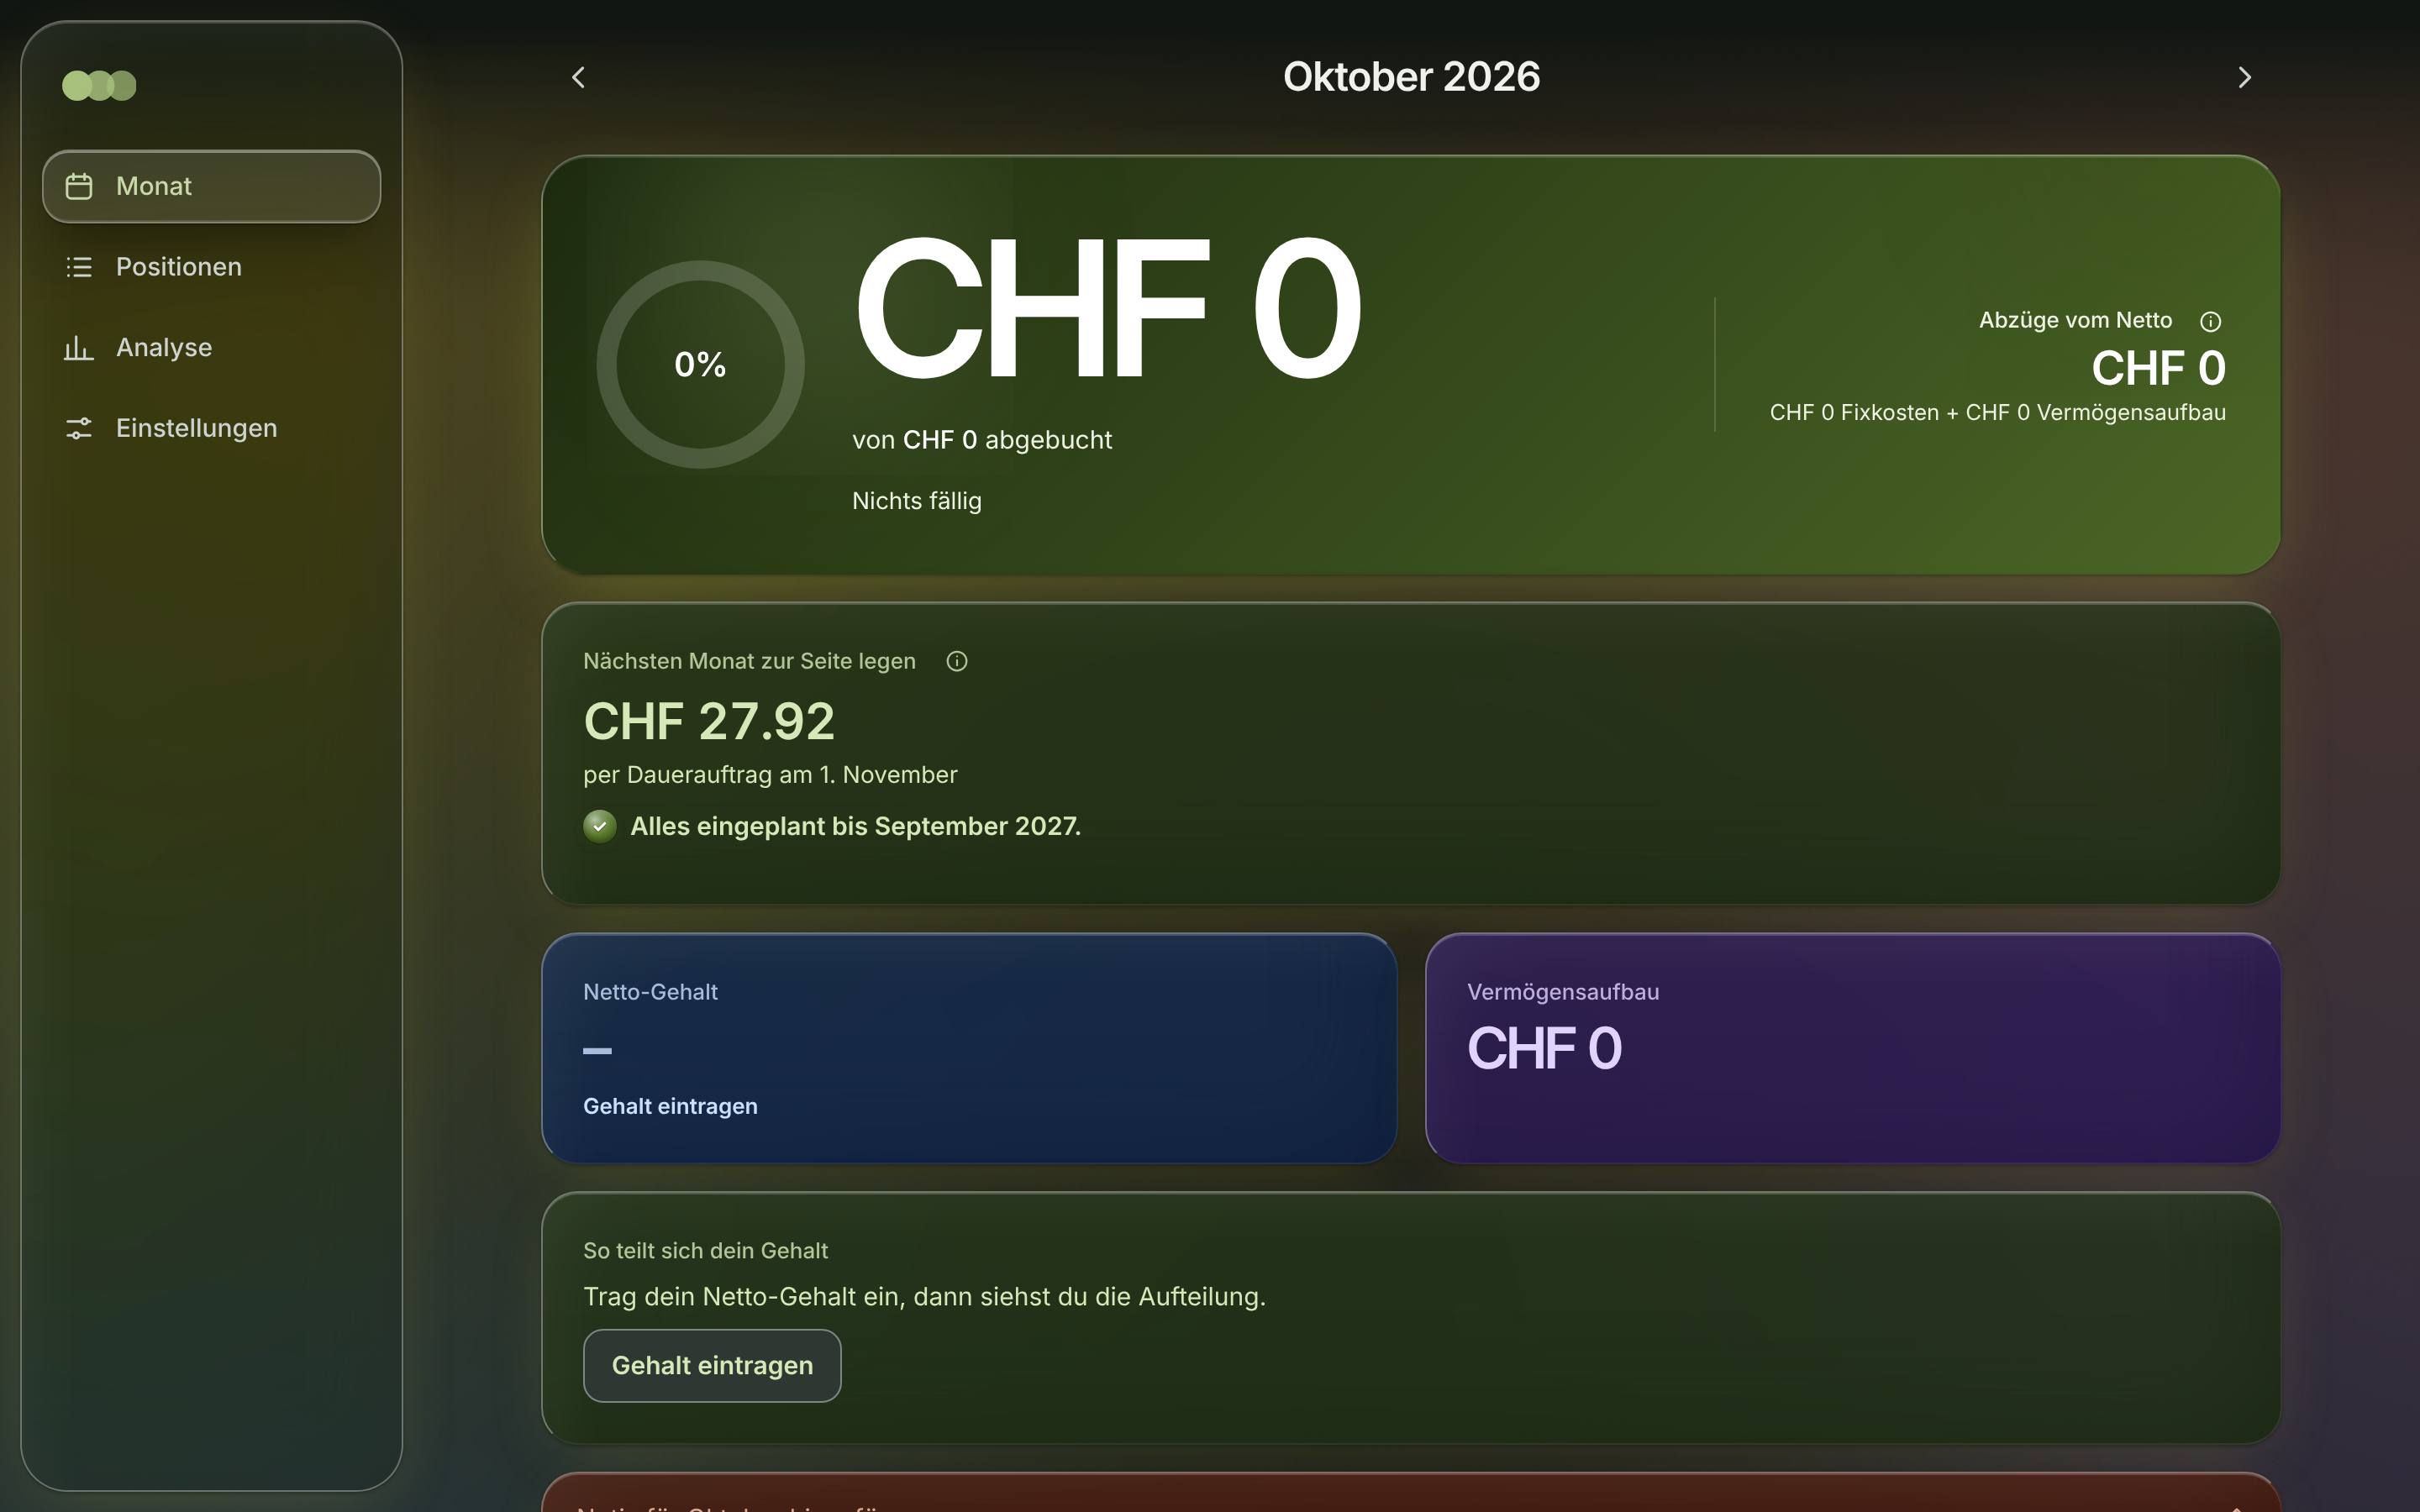 Oktober 2026
Monat
Positionen
Analyse
Einstellungen
0%
CHF 0
von CHF 0 abgebucht
Nichts fällig
Abzüge vom Netto
CHF 0
CHF 0 Fixkosten + CHF 0 Vermögensaufbau
Nächsten Monat zur Seite legen
CHF 27.92
per Dauerauftrag am 1. November
Alles eingeplant bis September 2027.
Netto-Gehalt
–
Gehalt eintragen
Vermögensaufbau
CHF 0
So teilt sich dein Gehalt
Trag dein Netto-Gehalt ein, dann siehst du die Aufteilung.
Gehalt eintragen